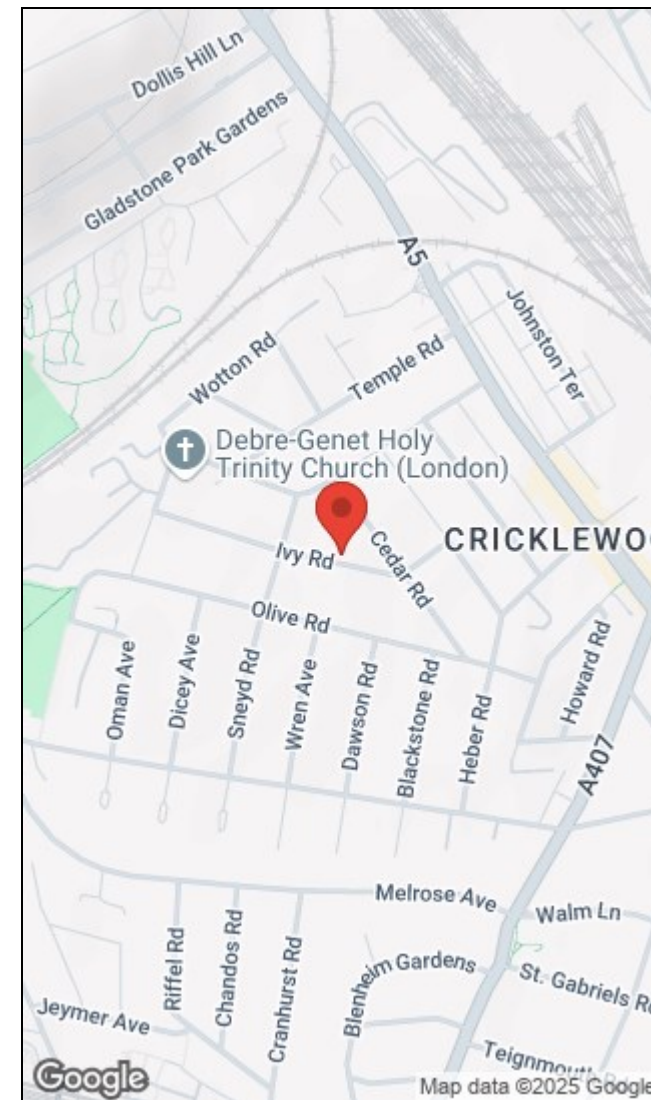 Dollis Hill Ln
Gladstone Park Gardens
A5
Johnston Ter
Wotton Rd
Temple Rd
Debre-Genet Holy
Trinity Church (London)
CRICKLEWO
Cedar Rd
Ivy Rd
Olive Rd
Oman Ave
Dicey Ave
Sneyd Rd
Wren Ave
Dawson Rd
Blackstone Rd
Heber Rd
Howard Rd
A407
Melrose Ave
Walm Ln
Riffel Rd
Chandos Rd
Cranhurst Rd
Blenheim Gardens
St. Gabriels Rd
Jeymer Ave
Teignmouth Rd
Google
Map data ©2025 Google